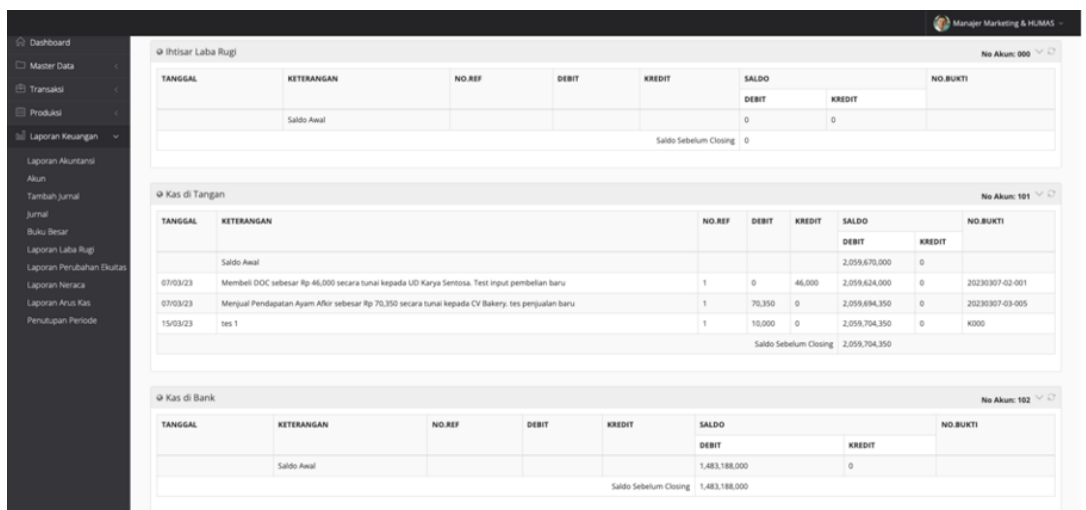 Manajer Marketing & HUMAS
Dashboard
Master Data
Transaksi
Produksi
Laporan Keuangan
Laporan Akuntansi
Akun
Tambah Jurnal
Jurnal
Buku Besar
Laporan Laba Rugi
Laporan Perubahan Ekuitas
Laporan Neraca
Laporan Arus Kas
Penutupan Periode
Ihtisar Laba Rugi No Akun: 000
TANGGAL KETERANGAN NO.REF DEBIT KREDIT SALDO NO.BUKTI
DEBIT KREDIT
Saldo Awal 0 0
Saldo Sebelum Closing 0
Kas di Tangan No Akun: 101
TANGGAL KETERANGAN NO.REF DEBIT KREDIT SALDO NO.BUKTI
DEBIT KREDIT
Saldo Awal 2,059,670,000 0
07/03/23 Membeli DOC sebesar Rp 46,000 secara tunai kepada UD Karya Sentosa. Test input pembelian baru 1 0 46,000 2,059,624,000 0 20230307-02-001
07/03/23 Menjual Pendapatan Ayam Afkir sebesar Rp 70,350 secara tunai kepada CV Bakery. tes penjualan baru 1 70,350 0 2,059,694,350 0 20230307-03-005
15/03/23 tes 1 1 10,000 0 2,059,704,350 0 K000
Saldo Sebelum Closing 2,059,704,350
Kas di Bank No Akun: 102
TANGGAL KETERANGAN NO.REF DEBIT KREDIT SALDO NO.BUKTI
DEBIT KREDIT
Saldo Awal 1,483,188,000 0
Saldo Sebelum Closing 1,483,188,000